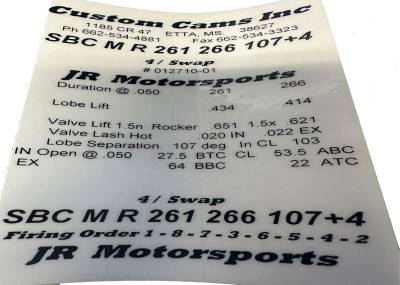 Custom Cams Inc
1185 CR 47 ETTA, MS. 38627
Ph 662-534-4881 Fax 662-534-3323
SBC M R 261 266 107+4
4/ Swap
JR Motorsports
# 012710-01
Duration @ .050 261 266
Lobe Lift 434 .414
Valve Lift 1.5n Rocker .651 1.5x .621
Valve Lash Hot .020 IN .022 EX
Lobe Separation 107 deg In CL 103
IN Open @ .050 27.5 BTC CL 53.5 ABC
EX 64 BBC 22 ATC
4/ Swap
SBC M R 261 266 107+4
Firing Order 1-8-7-3-6-5-4-2
JR Motorsports